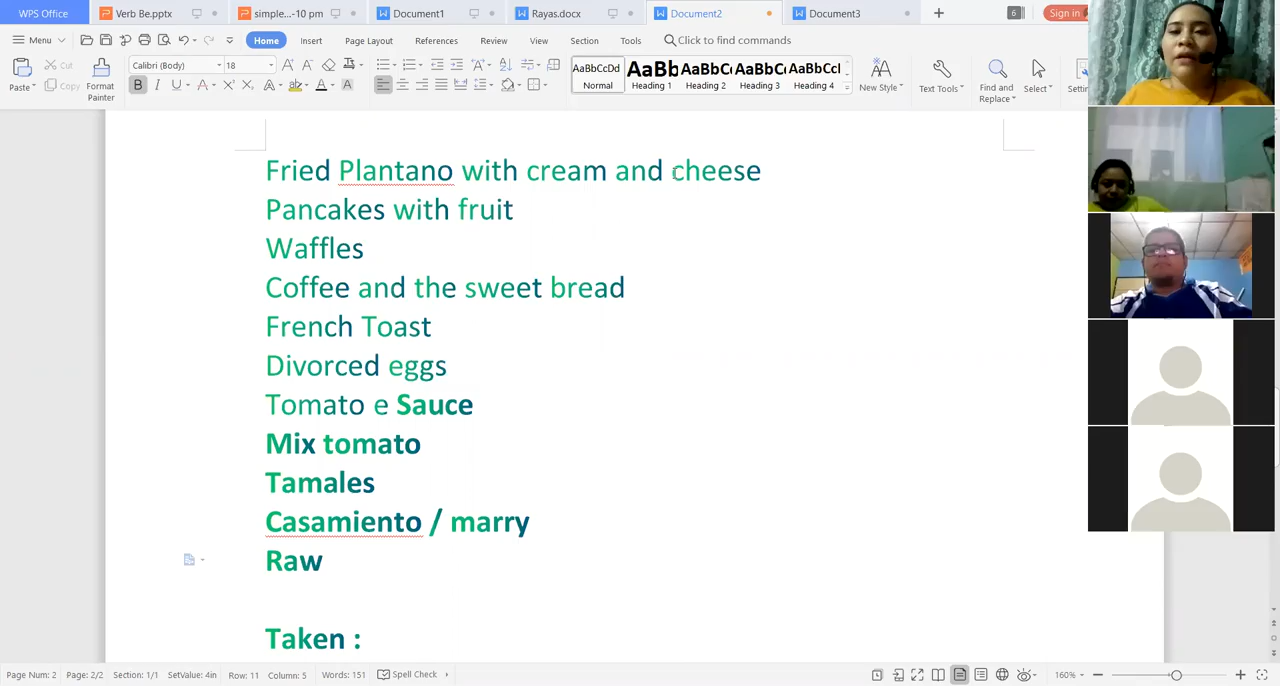 WPS Office
Verb Be.pptx
simple...-10 pm
Document1
Rayas.docx
Document2
Document3
6
Sign in
Menu
Home
Insert
Page Layout
References
Review
View
Section
Tools
Click to find commands
Paste
Cut
Copy
Format Painter
Calibri (Body)
18
AaBbCcDd
Normal
AaBb
Heading 1
AaBbC
Heading 2
AaBbC
Heading 3
AaBbCcl
Heading 4
New Style
Text Tools
Find and Replace
Select
Fried Plantano with cream and cheese
Pancakes with fruit
Waffles
Coffee and the sweet bread
French Toast
Divorced eggs
Tomato e Sauce
Mix tomato
Tamales
Casamiento / marry
Raw
Taken :
Page Num: 2
Page: 2/2
Section: 1/1
SetValue: 4in
Row: 11
Column: 5
Words: 151
Spell Check
160%